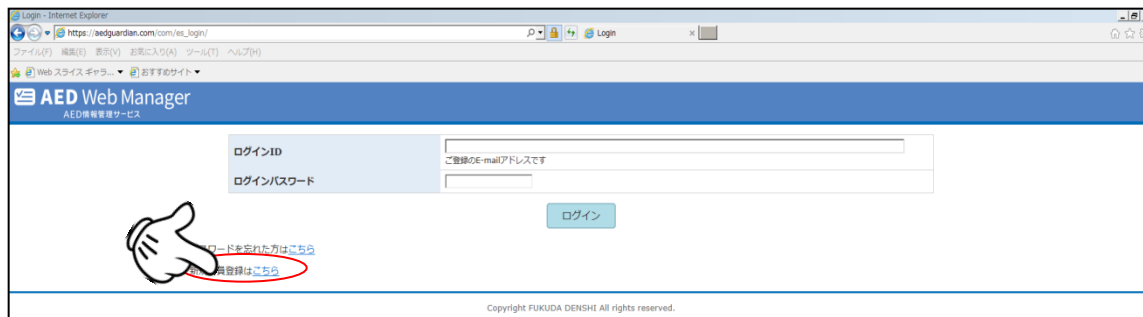 Login - Internet Explorer
https://aedguardian.com/com/es_login/
Login
ファイル(F) 編集(E) 表示(V) お気に入り(A) ツール(T) ヘルプ(H)
Web スライス ギャラ... おすすめサイト
AED Web Manager
AED情報管理サービス
ログインID
ご登録のE-mailアドレスです
ログインパスワード
ログイン
スワードを忘れた方はこちら
員登録はこちら
Copyright FUKUDA DENSHI All rights reserved.